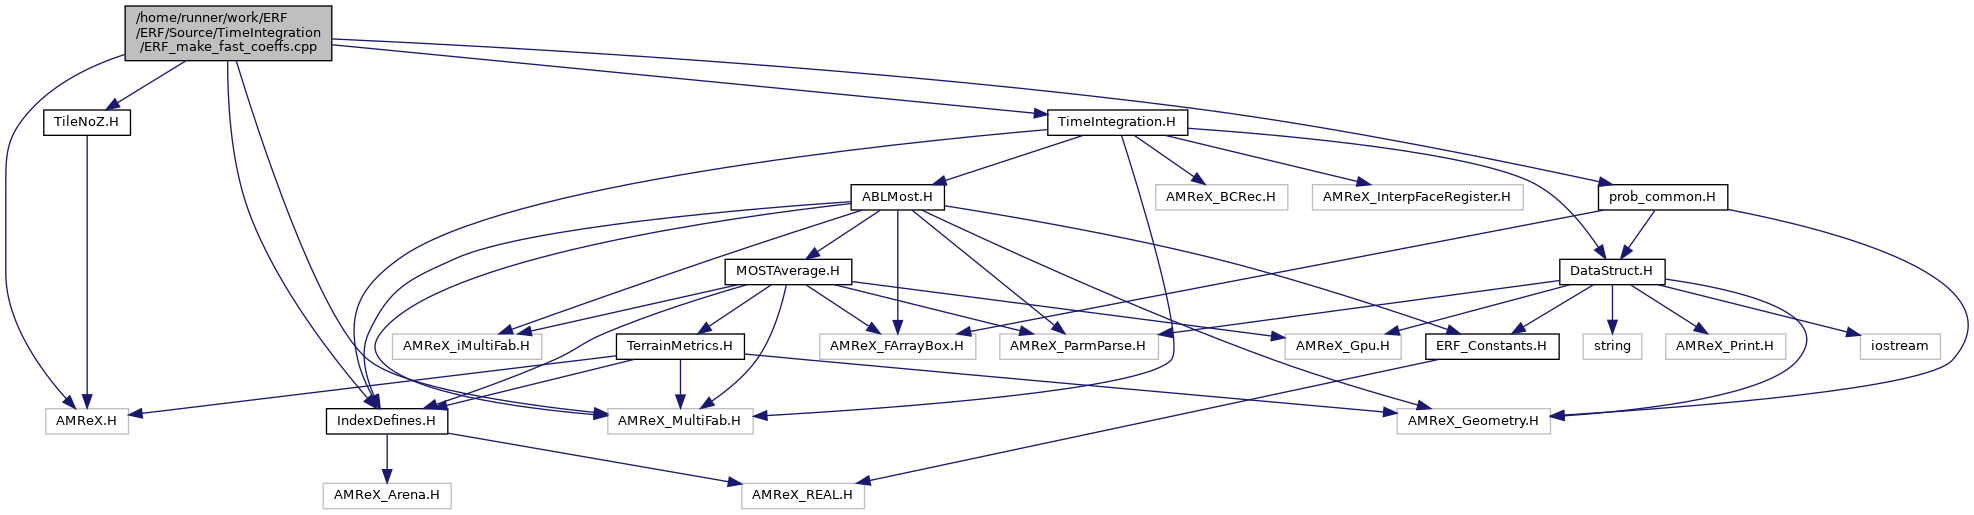 /home/runner/work/ERF
/ERF/Source/TimeIntegration
/ERF_make_fast_coeffs.cpp
TileNoZ.H
TimeIntegration.H
ABLMost.H
AMReX_BCRec.H
AMReX_InterpFaceRegister.H
prob_common.H
MOSTAverage.H
DataStruct.H
AMReX_iMultiFab.H
TerrainMetrics.H
AMReX_FArrayBox.H
AMReX_ParmParse.H
AMReX_Gpu.H
ERF_Constants.H
string
AMReX_Print.H
iostream
AMReX.H
IndexDefines.H
AMReX_MultiFab.H
AMReX_Geometry.H
AMReX_Arena.H
AMReX_REAL.H